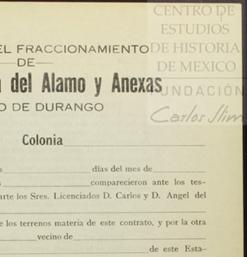 CENTRO DE
ESTUDIOS
DE HISTORIA
DE MEXICO
FUNDACIÓN
Carlos Slim
EL FRACCIONAMIENTO
DE
del Alamo y Anexas
O DE DURANGO
Colonia
días del mes de
comparecieron ante los tes-
arte los Sres. Licenciados D. Carlos y D. Angel del
e los terrenos materia de este contrato, y por la otra
vecino de
de este Esta-